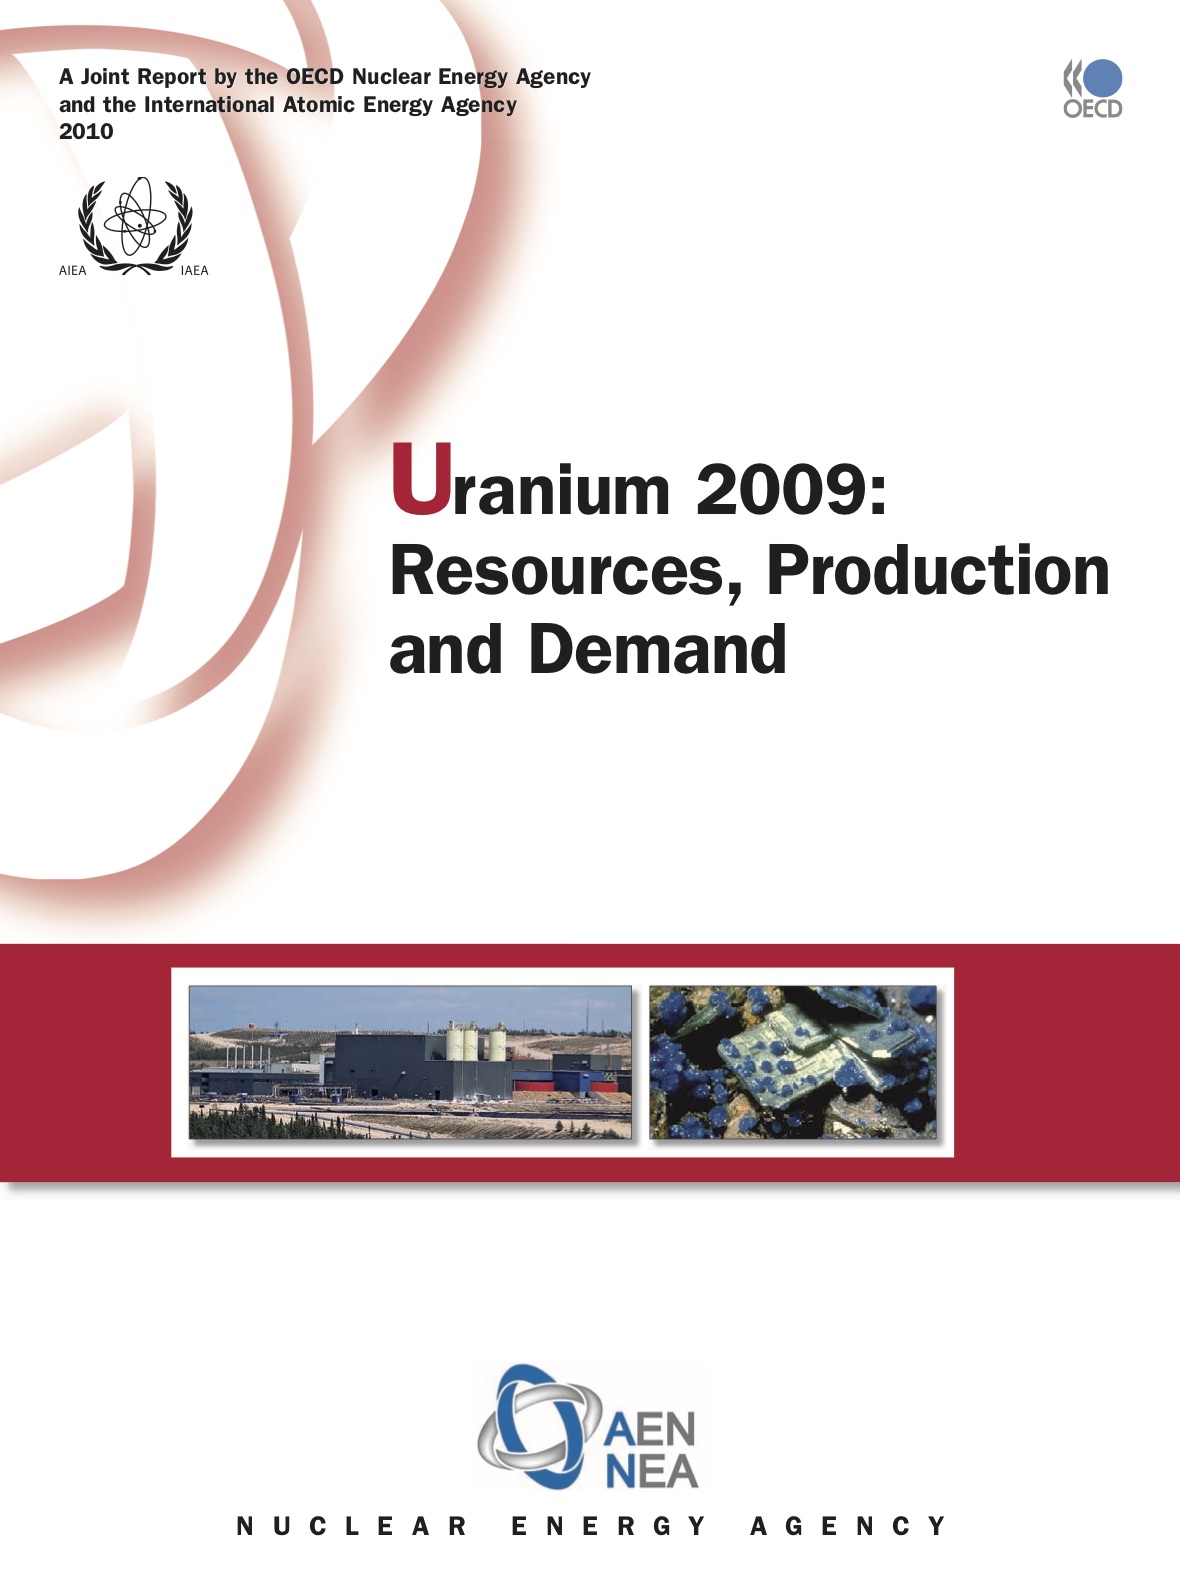 A Joint Report by the OECD Nuclear Energy Agency
and the International Atomic Energy Agency
2010
OECD
AIEA IAEA
Uranium 2009:
Resources, Production
and Demand
AEN
NEA
NUCLEAR ENERGY AGENCY